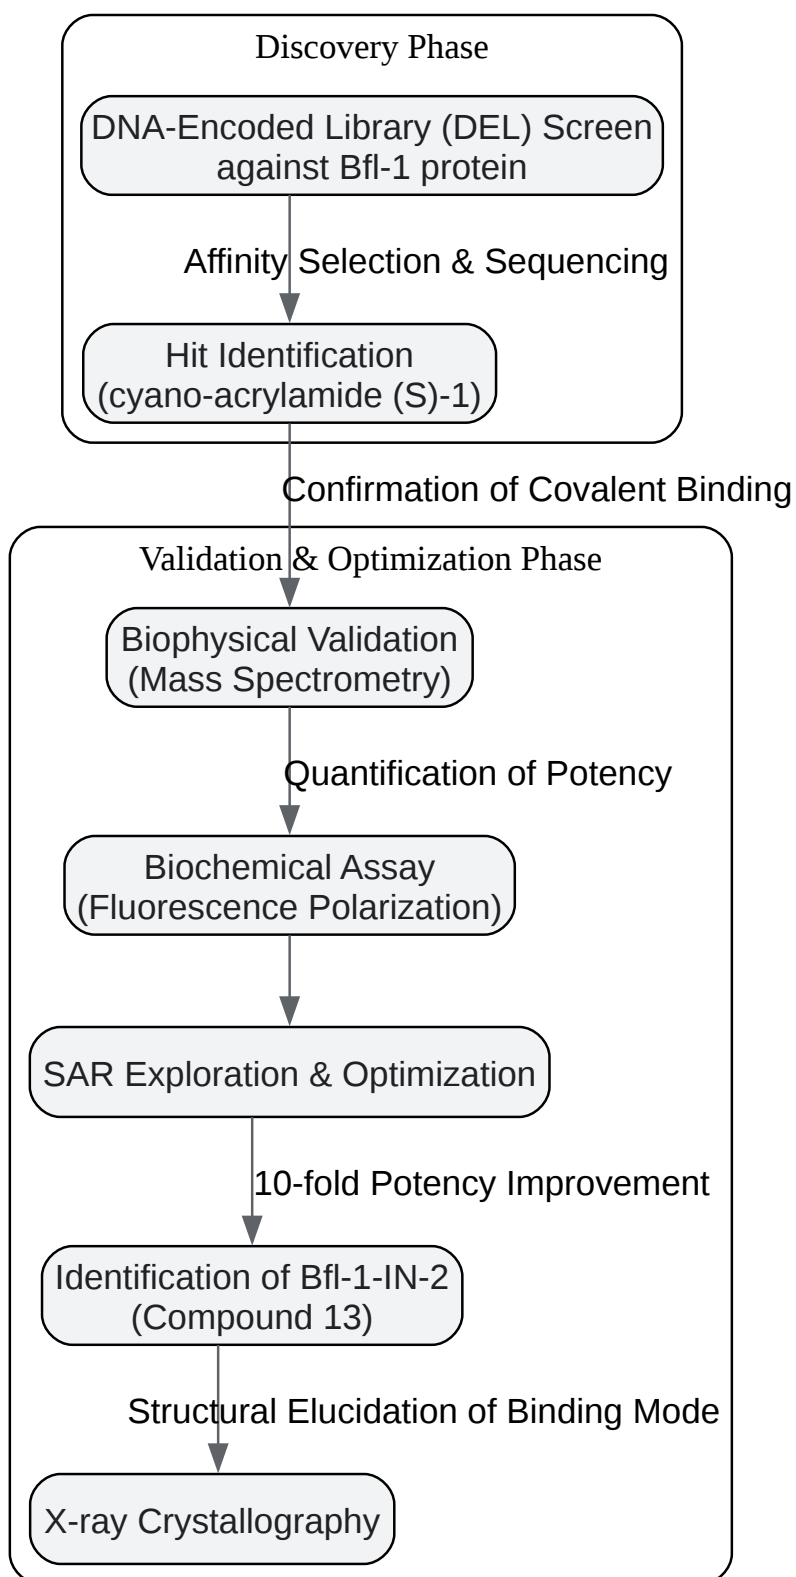 Discovery Phase
DNA-Encoded Library (DEL) Screen
against Bfl-1 protein
Affinity Selection & Sequencing
Hit Identification
(cyano-acrylamide (S)-1)
Confirmation of Covalent Binding
Validation & Optimization Phase
Biophysical Validation
(Mass Spectrometry)
Quantification of Potency
Biochemical Assay
(Fluorescence Polarization)
SAR Exploration & Optimization
10-fold Potency Improvement
Identification of Bfl-1-IN-2
(Compound 13)
Structural Elucidation of Binding Mode
X-ray Crystallography